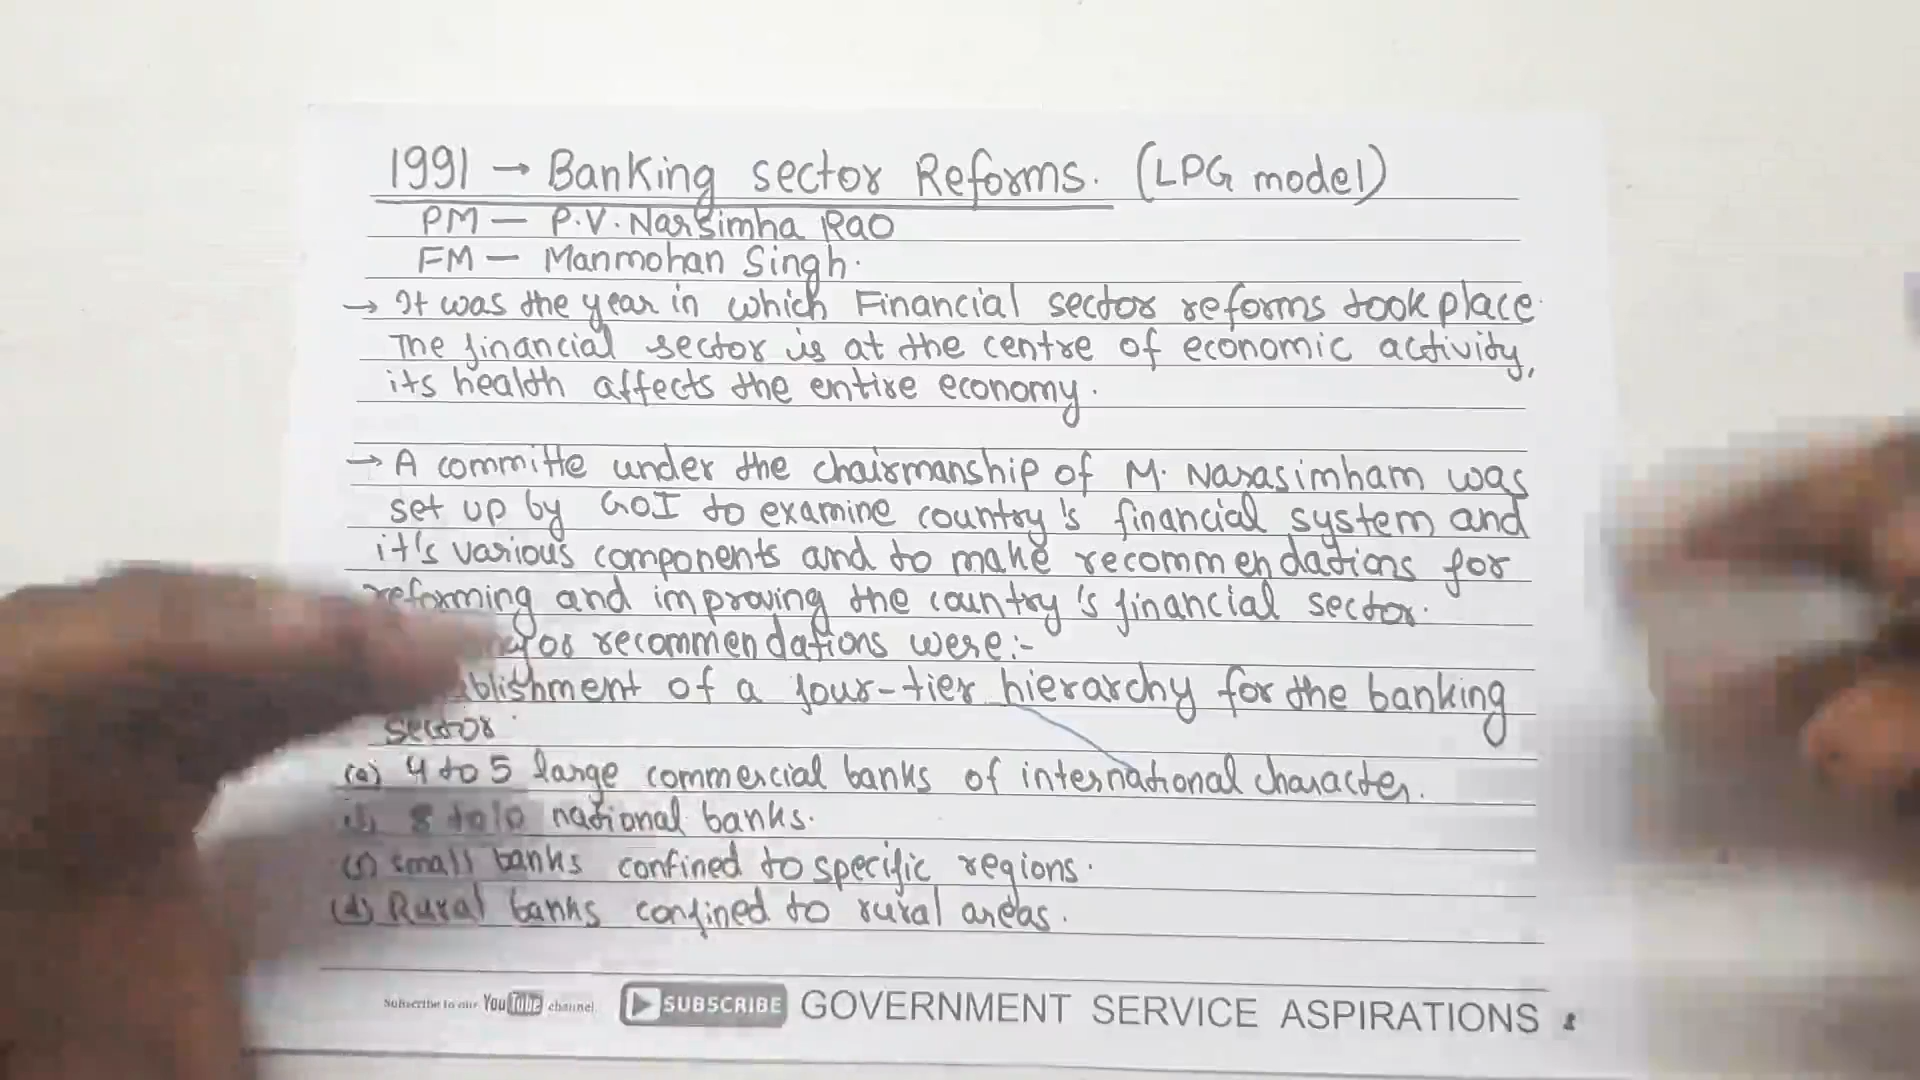 1991 → Banking sector Reforms. (LPG model)
PM — P.V. Narsimha Rao
FM — Manmohan Singh.
→ It was the year in which Financial sector reforms took place.
The financial sector is at the centre of economic activity,
its health affects the entire economy.
→ A committe under the chairmanship of M. Narasimham was
set up by GOI to examine country's financial system and
it's various components and to make recommendations for
reforming and improving the country's financial sector.
recommendations were:-
of a four-tier hierarchy for the banking
sector.
(a) 4 to 5 large commercial banks of international character.
8 to 10 national banks.
(c) small banks confined to specific regions.
(d) Rural banks confined to rural areas.
Subscribe to our YouTube channel SUBSCRIBE GOVERNMENT SERVICE ASPIRATIONS